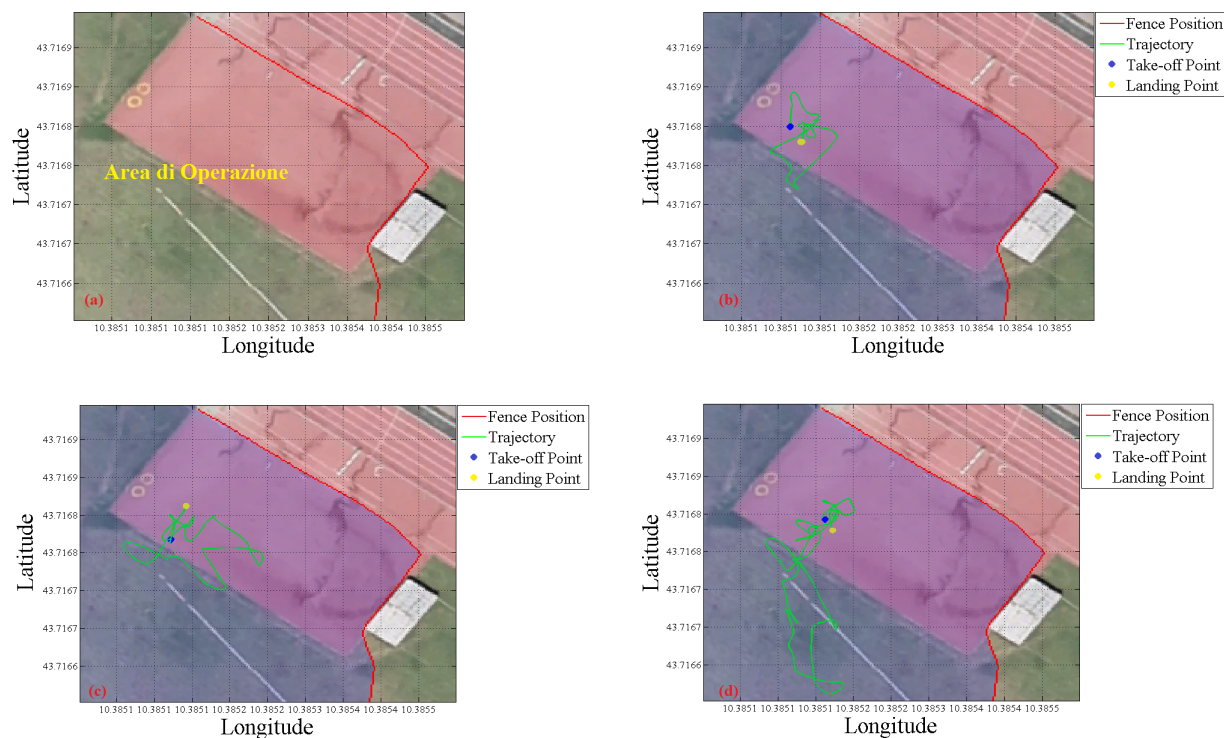 43.7169
43.7169
43.7168
43.7168
43.7167
43.7167
43.7166
Latitude
Area di Operazione
(a)
10.3851 10.3851 10.3851 10.3852 10.3852 10.3853 10.3854 10.3854 10.3855
Longitude
43.7169
43.7169
43.7168
43.7168
43.7167
43.7167
43.7166
Latitude
(b)
Fence Position
Trajectory
Take-off Point
Landing Point
10.3851 10.3851 10.3851 10.3852 10.3852 10.3853 10.3854 10.3854 10.3855
Longitude
43.7169
43.7169
43.7168
43.7168
43.7167
43.7167
43.7166
Latitude
(c)
Fence Position
Trajectory
Take-off Point
Landing Point
10.3851 10.3851 10.3851 10.3852 10.3852 10.3853 10.3854 10.3854 10.3855
Longitude
43.7169
43.7169
43.7168
43.7168
43.7167
43.7167
43.7166
Latitude
(d)
Fence Position
Trajectory
Take-off Point
Landing Point
10.3851 10.3851 10.3851 10.3852 10.3852 10.3853 10.3854 10.3854 10.3855
Longitude